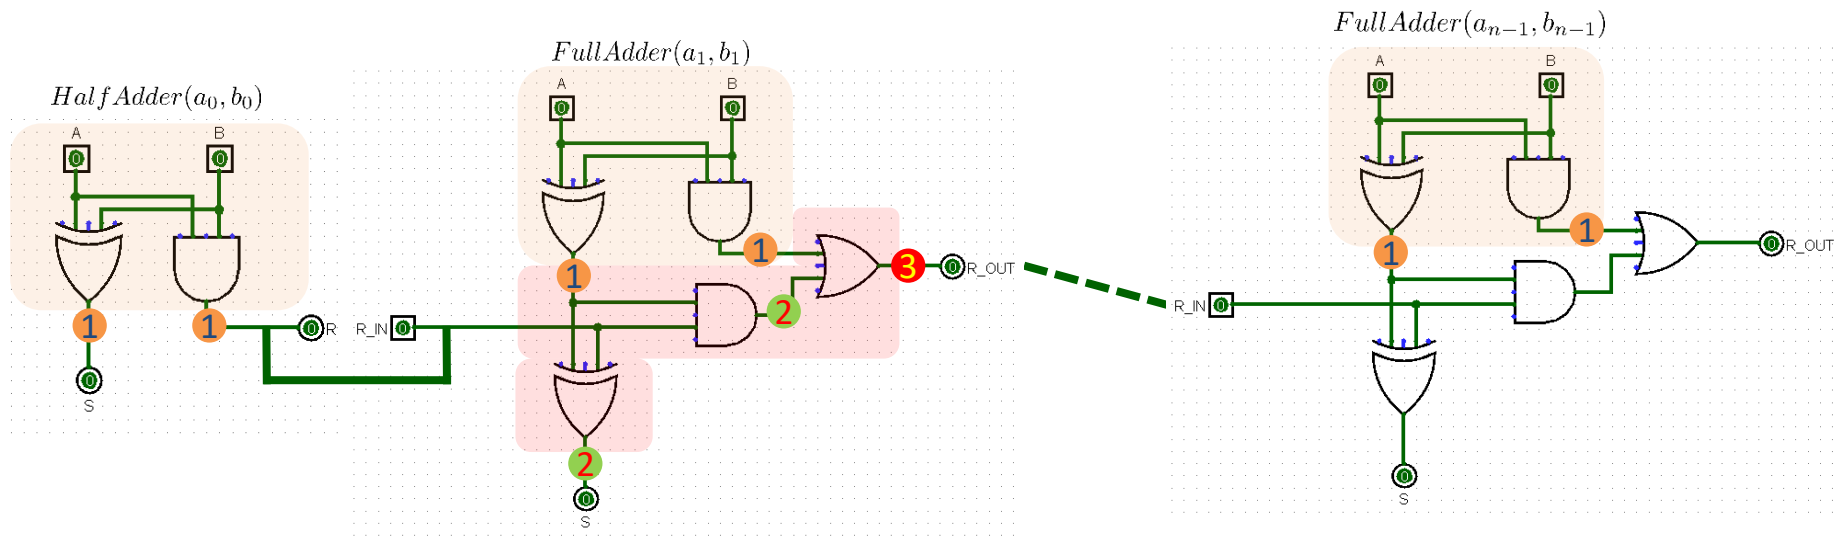 HalfAdder(a₀, b₀)
A B
0 0
1 1
0 R
0
S
FullAdder(a₁, b₁)
A B
0 0
1 1
R_IN 0
2
3 0 R_OUT
2
0
S
FullAdder(aₙ₋₁, bₙ₋₁)
A B
0 0
1 1
R_IN 0
0 R_OUT
0
S